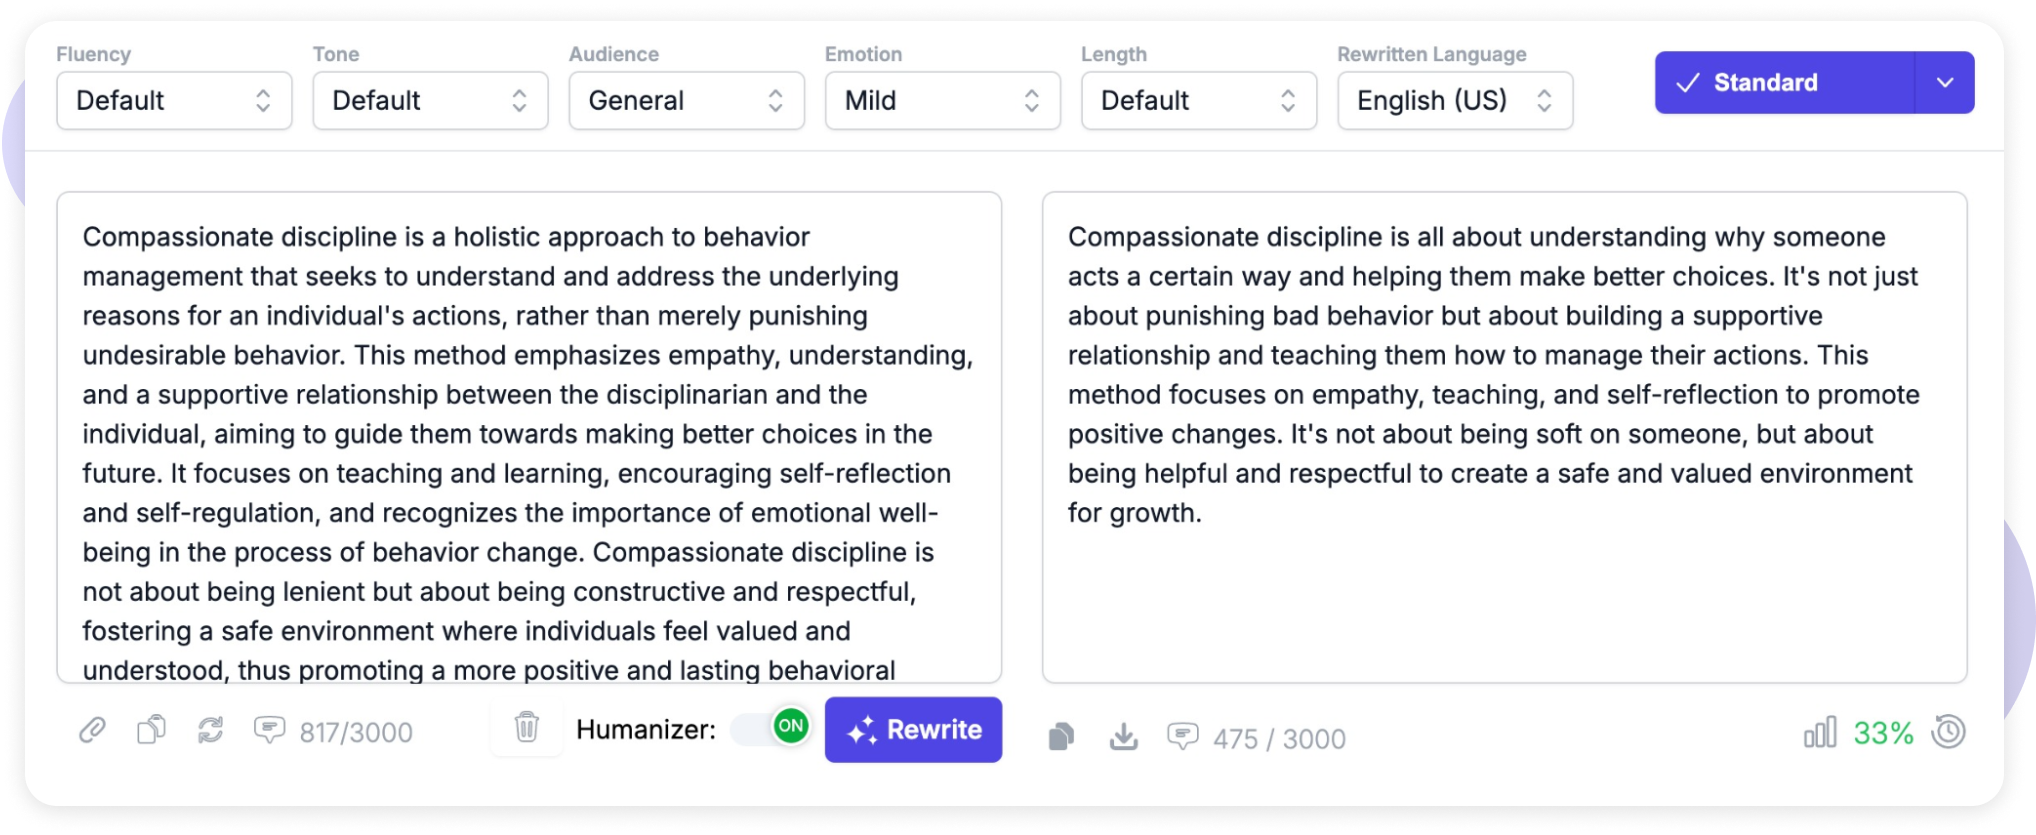 Fluency Tone Audience Emotion Length Rewritten Language
Default Default General Mild Default English (US) Standard
Compassionate discipline is a holistic approach to behavior
management that seeks to understand and address the underlying
reasons for an individual's actions, rather than merely punishing
undesirable behavior. This method emphasizes empathy, understanding,
and a supportive relationship between the disciplinarian and the
individual, aiming to guide them towards making better choices in the
future. It focuses on teaching and learning, encouraging self-reflection
and self-regulation, and recognizes the importance of emotional well-
being in the process of behavior change. Compassionate discipline is
not about being lenient but about being constructive and respectful,
fostering a safe environment where individuals feel valued and
understood, thus promoting a more positive and lasting behavioral
817/3000
Humanizer: ON Rewrite
Compassionate discipline is all about understanding why someone
acts a certain way and helping them make better choices. It's not just
about punishing bad behavior but about building a supportive
relationship and teaching them how to manage their actions. This
method focuses on empathy, teaching, and self-reflection to promote
positive changes. It's not about being soft on someone, but about
being helpful and respectful to create a safe and valued environment
for growth.
475 / 3000
33%